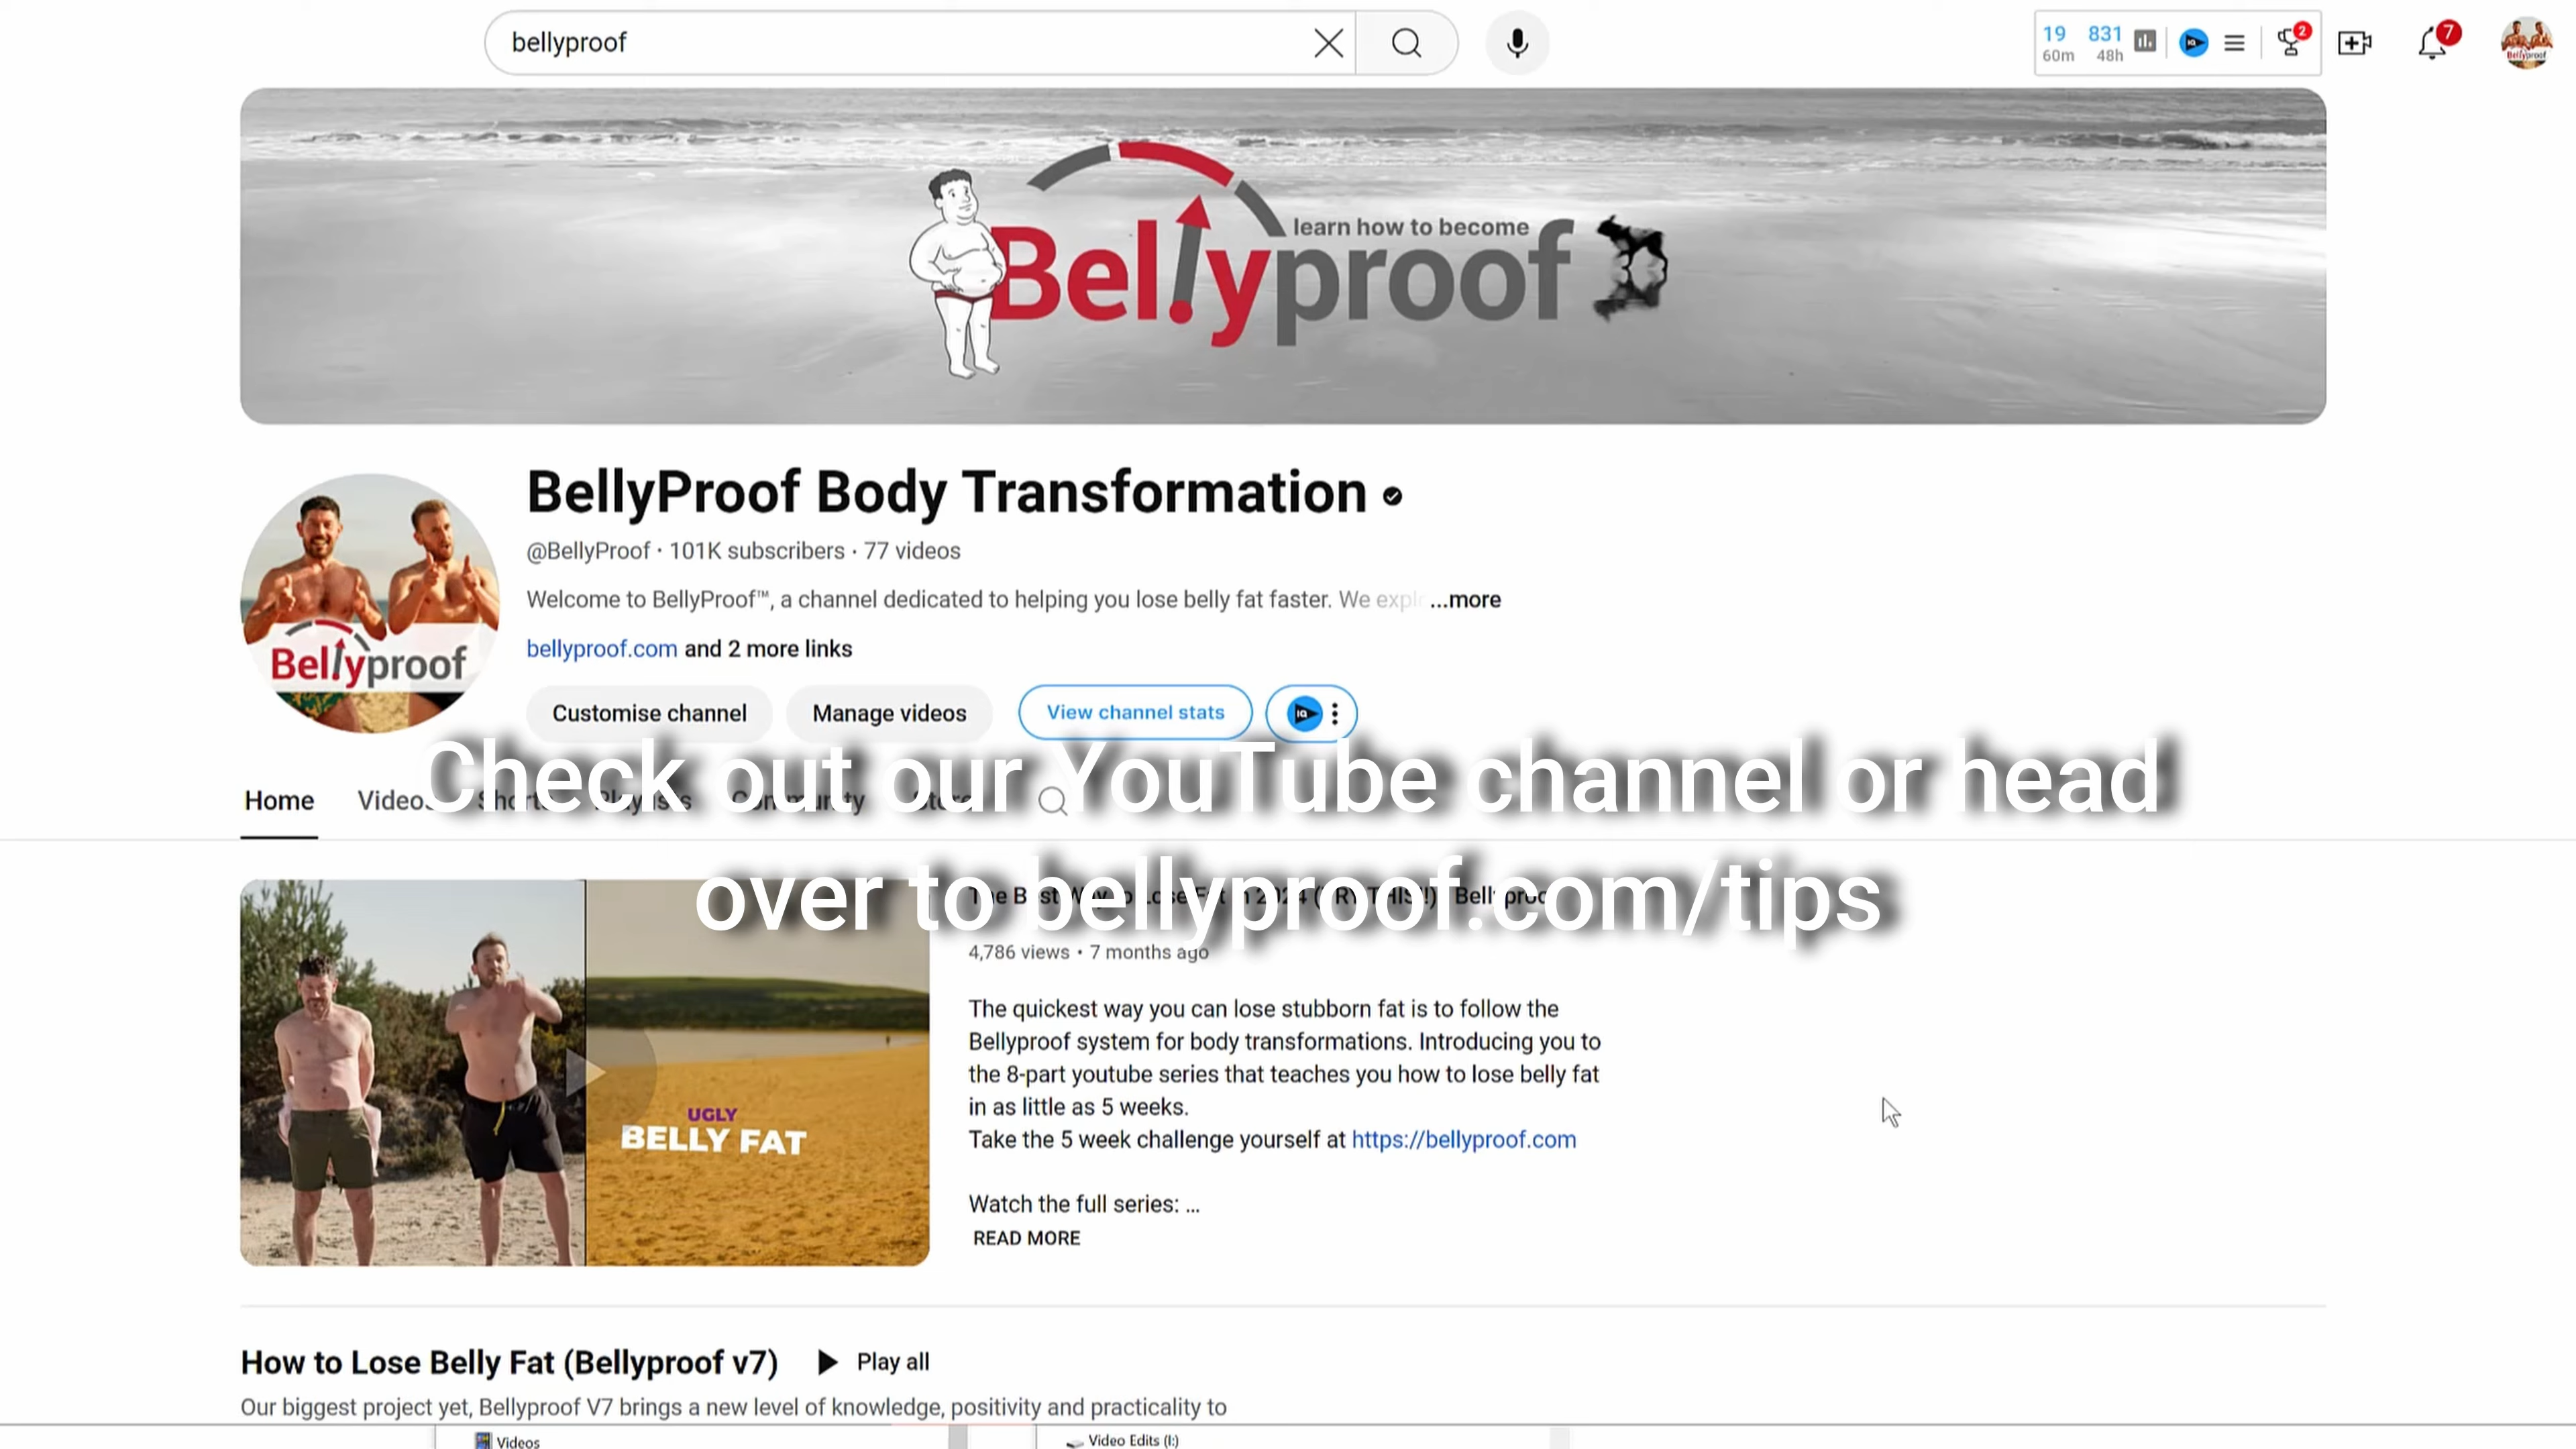 bellyproof
19 831
60m 48h
2
7
learn how to become
Bellyproof
BellyProof Body Transformation
@BellyProof · 101K subscribers · 77 videos
Welcome to BellyProof™, a channel dedicated to helping you lose belly fat faster. We ...more
bellyproof.com and 2 more links
Bellyproof
Customise channel Manage videos View channel stats IQ
Check out our YouTube channel or head
over to bellyproof.com/tips
Home Videos Shorts Playlists Community Store
4,786 views · 7 months ago
The quickest way you can lose stubborn fat is to follow the
Bellyproof system for body transformations. Introducing you to
the 8-part youtube series that teaches you how to lose belly fat
in as little as 5 weeks.
Take the 5 week challenge yourself at https://bellyproof.com
UGLY
BELLY FAT
Watch the full series: ...
READ MORE
How to Lose Belly Fat (Bellyproof v7) Play all
Our biggest project yet, Bellyproof V7 brings a new level of knowledge, positivity and practicality to
Videos
Video Edits (I:)